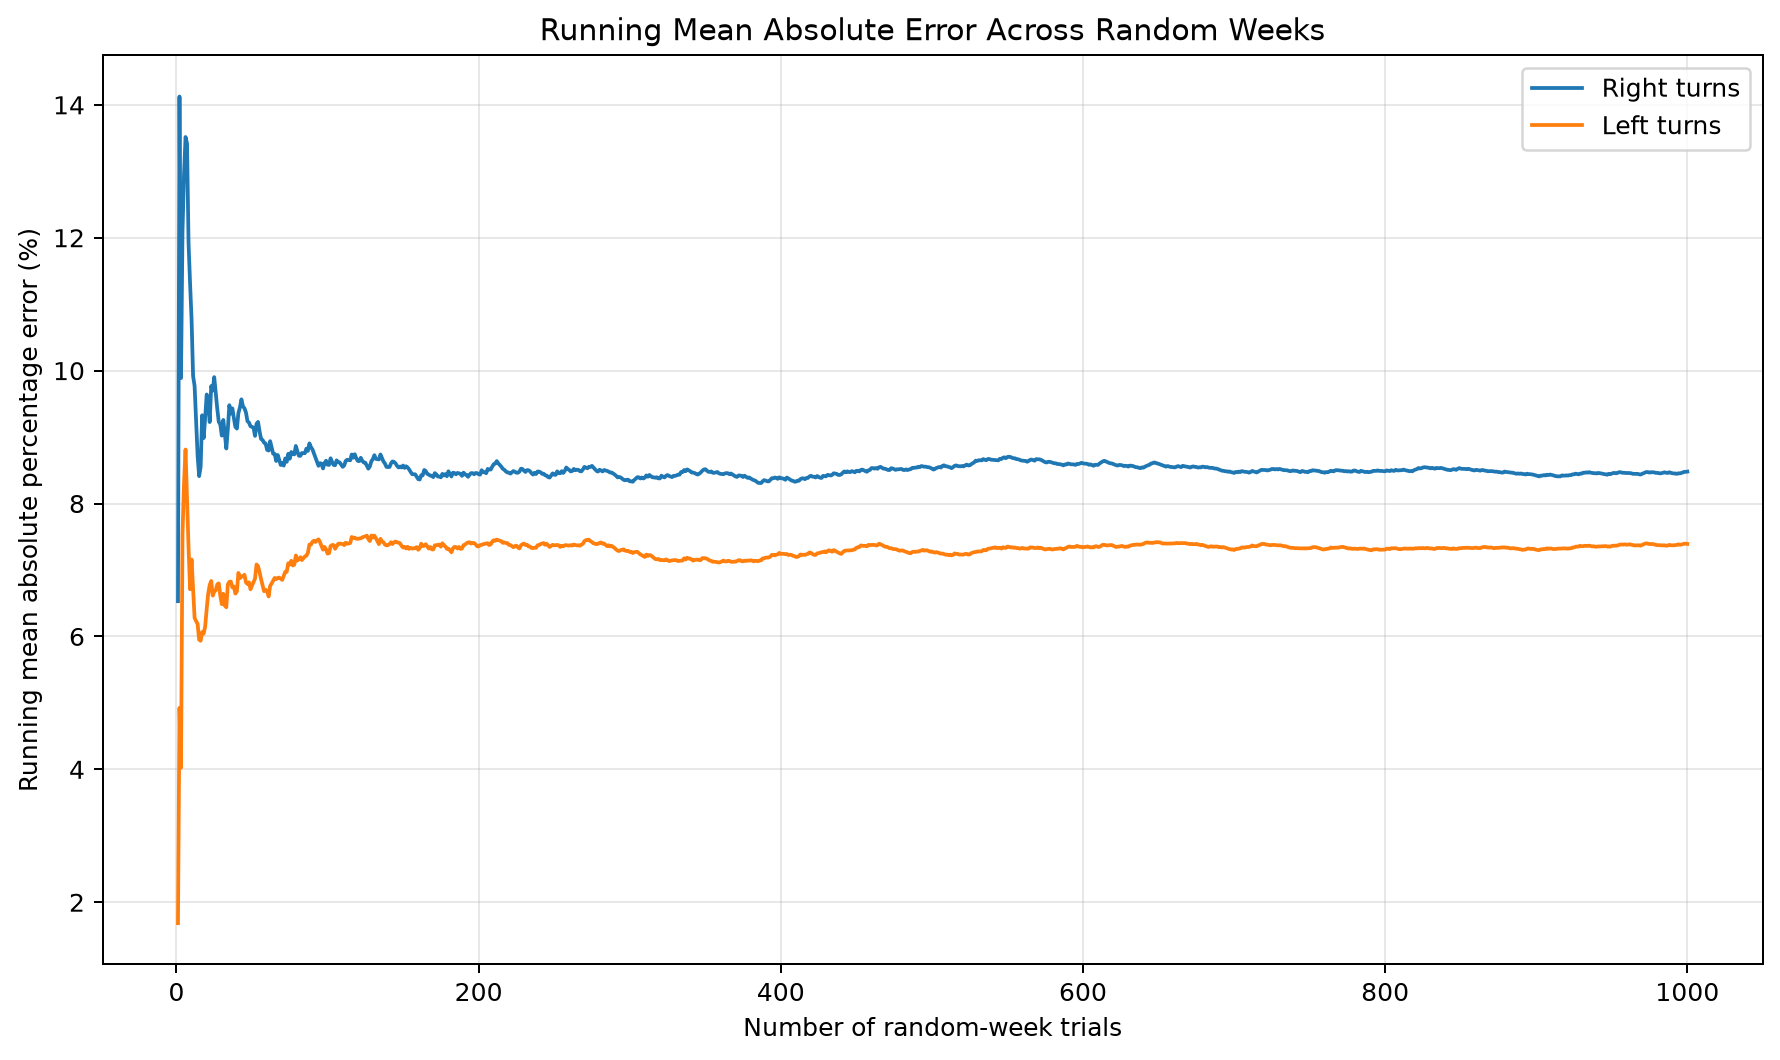 Running Mean Absolute Error Across Random Weeks
Right turns
Left turns
Running mean absolute percentage error (%)
14
12
10
8
6
4
2
0 200 400 600 800 1000
Number of random-week trials